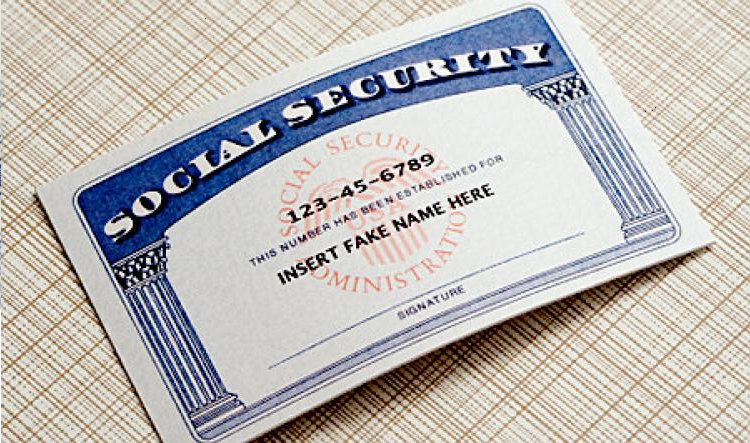 SOCIAL SECURITY
SOCIAL SECURITY
ADMINISTRATION
USA
123-45-6789
THIS NUMBER HAS BEEN ESTABLISHED FOR
INSERT FAKE NAME HERE
SIGNATURE